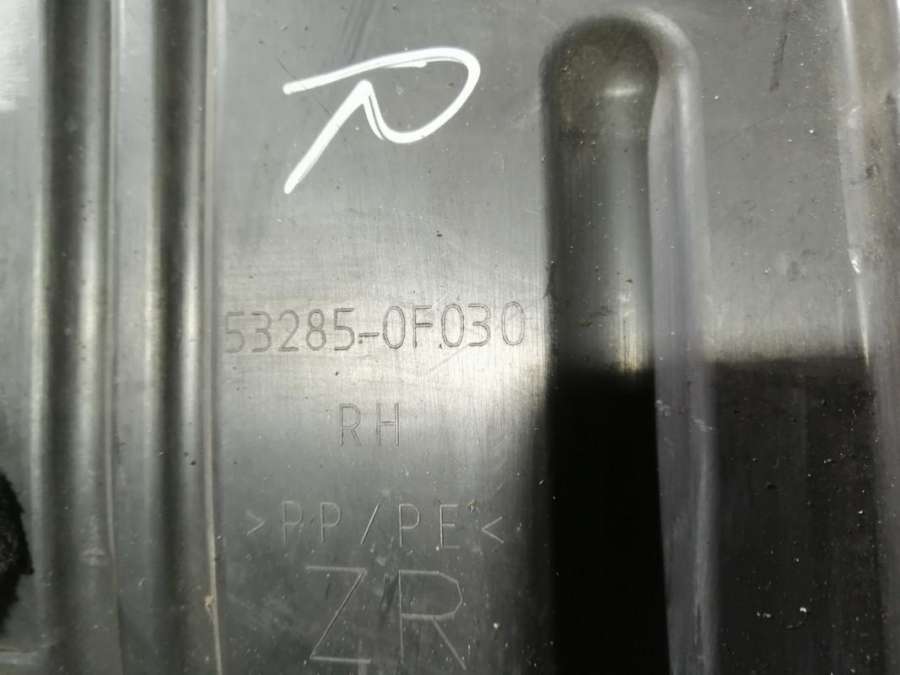 53285-0F030
RH
>PP/PE<
ZR